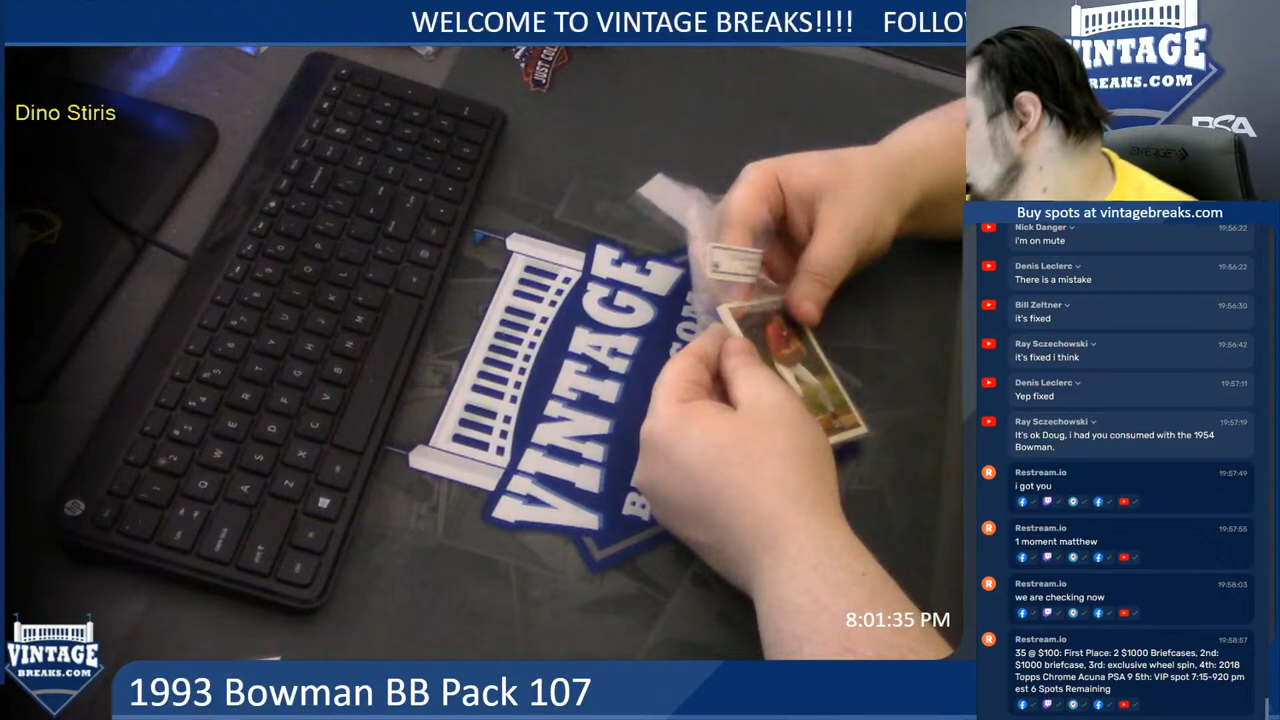 WELCOME TO VINTAGE BREAKS!!!! FOLLO
JUST COL
Dino Stiris
VINTAGE
VINTAGE
BREAKS.COM
PSA
Buy spots at vintagebreaks.com
Nick Danger 19:56:22
i'm on mute
Denis Leclerc 19:56:22
There is a mistake
Bill Zeltner 19:56:30
it's fixed
Ray Sczechowski 19:56:42
it's fixed i think
Denis Leclerc 19:57:11
Yep fixed
Ray Sczechowski 19:57:19
It's ok Doug, i had you consumed with the 1954
Bowman.
Restream.io 19:57:49
i got you
Restream.io 19:57:55
1 moment matthew
Restream.io 19:58:03
we are checking now
Restream.io 19:58:57
35 @ $100: First Place: 2 $1000 Briefcases, 2nd:
$1000 briefcase, 3rd: exclusive wheel spin, 4th: 2018
Topps Chrome Acuna PSA 9 5th: VIP spot 7:15-920 pm
est 6 Spots Remaining
8:01:35 PM
VINTAGE
BREAKS.COM
1993 Bowman BB Pack 107